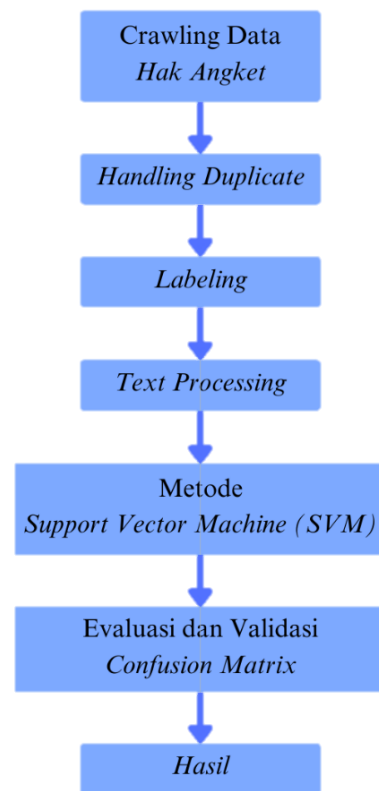 Crawling Data
Hak Angket
Handling Duplicate
Labeling
Text Processing
Metode
Support Vector Machine (SVM)
Evaluasi dan Validasi
Confusion Matrix
Hasil